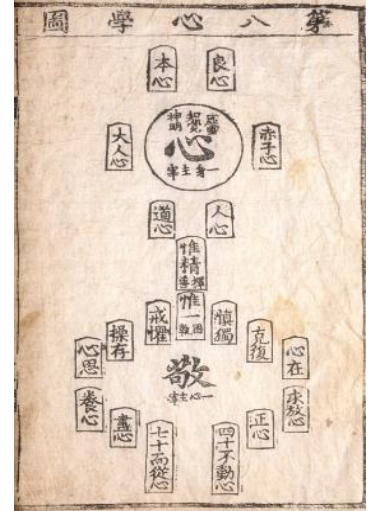 第八心學圖
良心
本心
虛靈
知覺
神明
心
一身主宰
赤子心
大人心
人心
道心
惟精
擇善
惟一
固執
慎獨
戒懼
克復
操存
心在
心思
敬
一心主宰
求放心
養心
正心
盡心
四十不動心
七十而從心